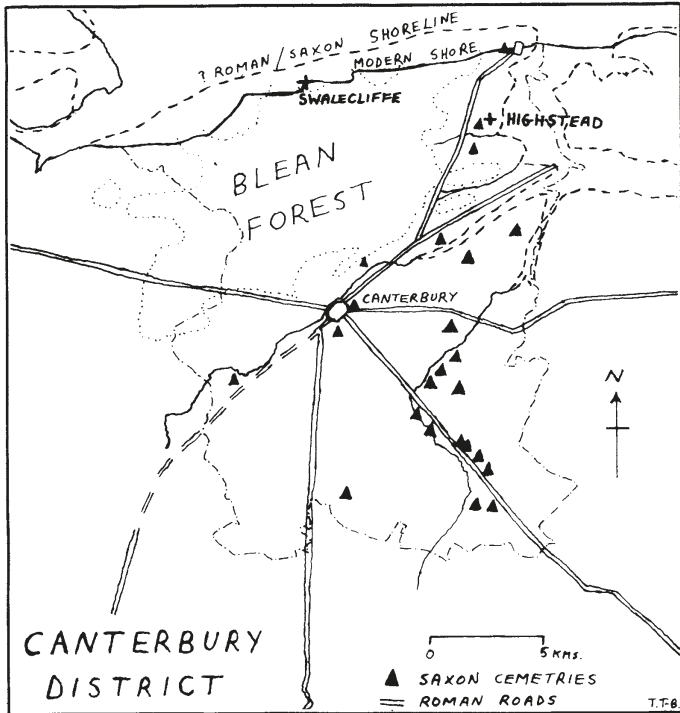 ? ROMAN/SAXON SHORELINE
MODERN SHORE
SWALECLIFFE
HIGHSTEAD
BLEAN
FOREST
CANTERBURY
N
CANTERBURY
DISTRICT
0 5 KMS.
SAXON CEMETRIES
ROMAN ROADS
T.T-B.